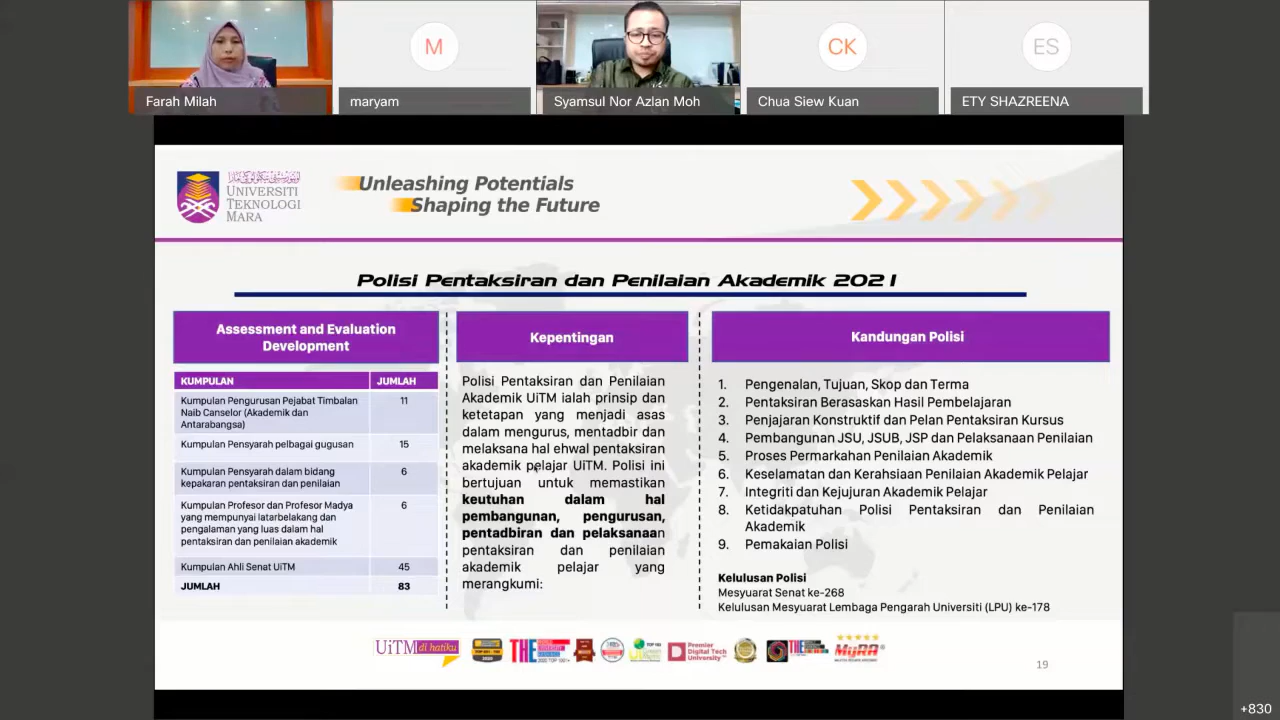 M
CK
ES
Farah Milah
maryam
Syamsul Nor Azlan Moh
Chua Siew Kuan
ETY SHAZREENA
UNIVERSITI
TEKNOLOGI
MARA
Unleashing Potentials
Shaping the Future
Polisi Pentaksiran dan Penilaian Akademik 2021
Assessment and Evaluation
Development
KUMPULAN JUMLAH
Kumpulan Pengurusan Pejabat Timbalan 11
Naib Canselor (Akademik dan
Antarabangsa)
Kumpulan Pensyarah pelbagai gugusan 15
Kumpulan Pensyarah dalam bidang 6
kepakaran pentaksiran dan penilaian
Kumpulan Profesor dan Profesor Madya 6
yang mempunyai latarbelakang dan
pengalaman yang luas dalam hal
pentaksiran dan penilaian akademik
Kumpulan Ahli Senat UiTM 45
JUMLAH 83
Kepentingan
Polisi Pentaksiran dan Penilaian
Akademik UiTM ialah prinsip dan
ketetapan yang menjadi asas
dalam mengurus, mentadbir dan
melaksana hal ehwal pentaksiran
akademik pelajar UiTM. Polisi ini
bertujuan untuk memastikan
keutuhan dalam hal
pembangunan, pengurusan,
pentadbiran dan pelaksanaan
pentaksiran dan penilaian
akademik pelajar yang
merangkumi:
Kandungan Polisi
1. Pengenalan, Tujuan, Skop dan Terma
2. Pentaksiran Berasaskan Hasil Pembelajaran
3. Penjajaran Konstruktif dan Pelan Pentaksiran Kursus
4. Pembangunan JSU, JSUB, JSP dan Pelaksanaan Penilaian
5. Proses Permarkahan Penilaian Akademik
6. Keselamatan dan Kerahsiaan Penilaian Akademik Pelajar
7. Integriti dan Kejujuran Akademik Pelajar
8. Ketidakpatuhan Polisi Pentaksiran dan Penilaian
Akademik
9. Pemakaian Polisi
Kelulusan Polisi
Mesyuarat Senat ke-268
Kelulusan Mesyuarat Lembaga Pengarah Universiti (LPU) ke-178
UiTM di hatiku
THE
Premier
Digital Tech
University
THE
MyRA
19
+830